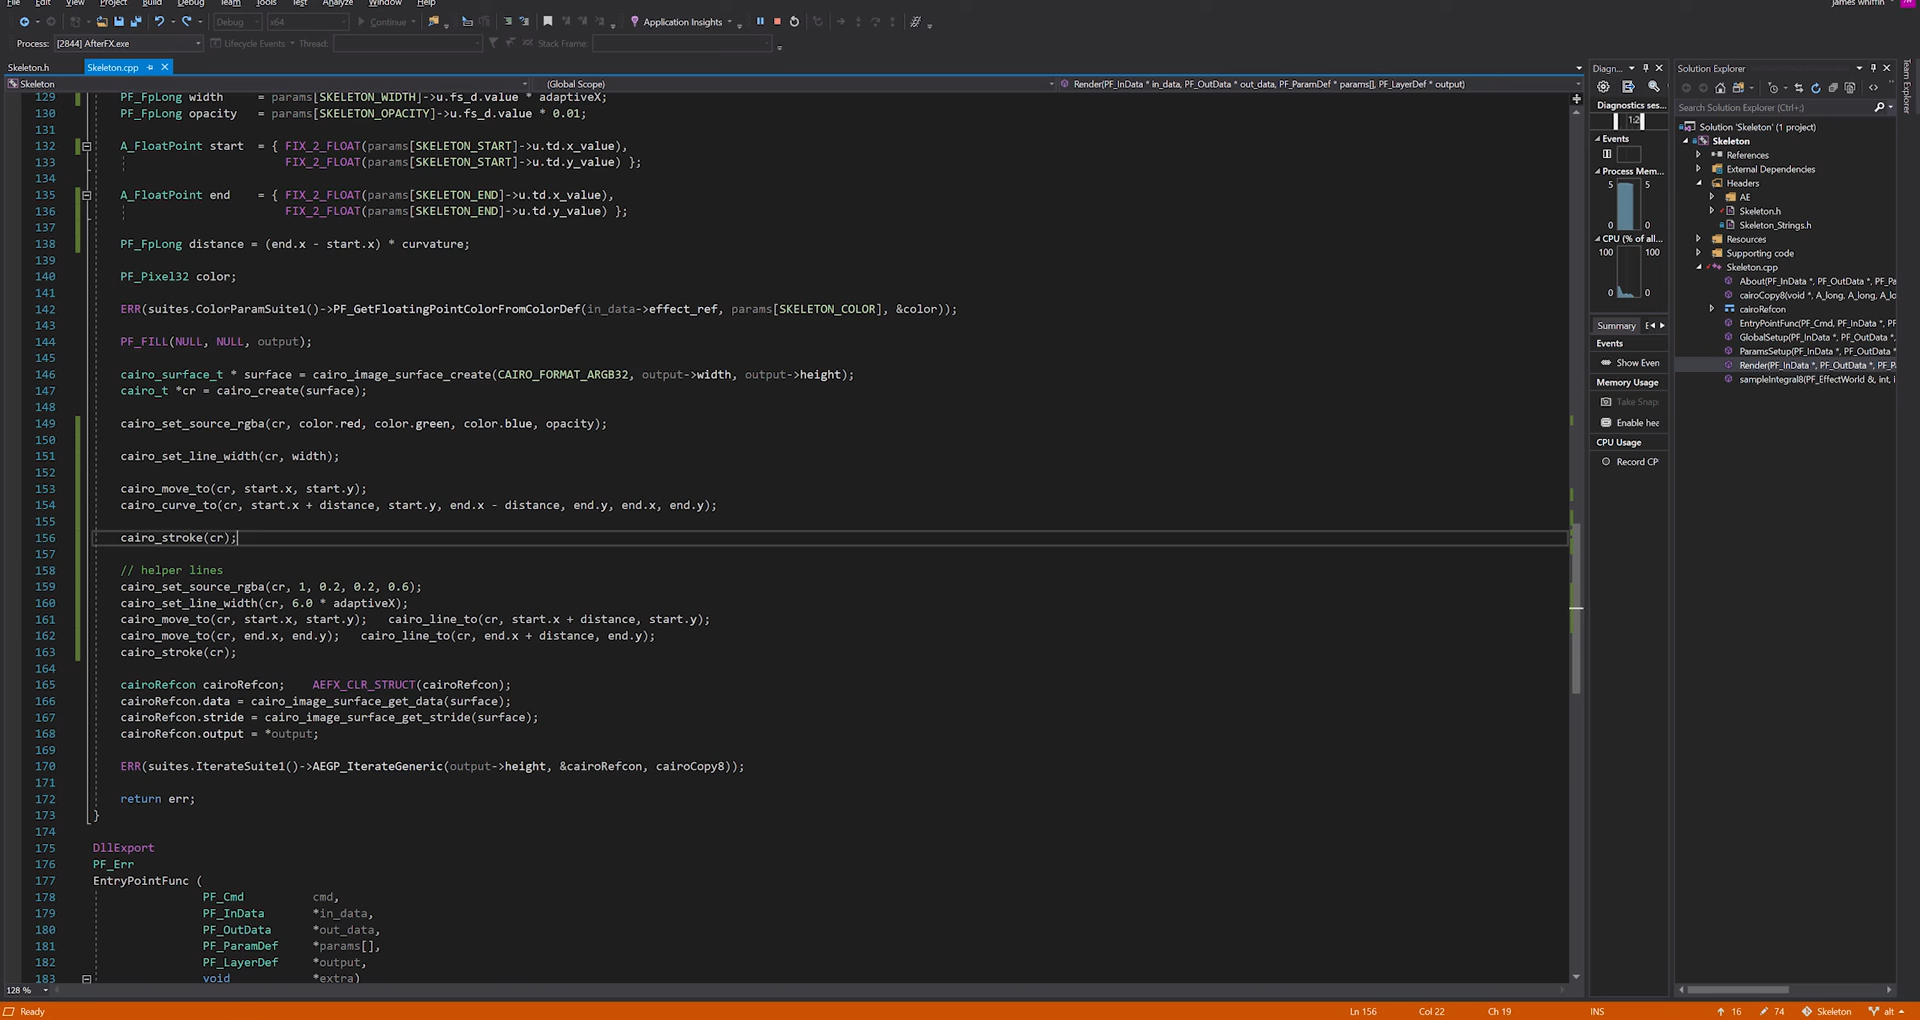 File Edit View Project Build Debug Team Tools Test Analyze Window Help
james whiffin
Debug x64 Continue Application Insights
Process: [2844] AfterFX.exe Lifecycle Events Thread: Stack Frame:
Skeleton.h Skeleton.cpp
Skeleton (Global Scope) Render(PF_InData * in_data, PF_OutData * out_data, PF_ParamDef * params[], PF_LayerDef * output)
129 PF_FpLong width = params[SKELETON_WIDTH]->u.fs_d.value * adaptiveX;
130 PF_FpLong opacity = params[SKELETON_OPACITY]->u.fs_d.value * 0.01;
131
132 A_FloatPoint start = { FIX_2_FLOAT(params[SKELETON_START]->u.td.x_value),
133 FIX_2_FLOAT(params[SKELETON_START]->u.td.y_value) };
134
135 A_FloatPoint end = { FIX_2_FLOAT(params[SKELETON_END]->u.td.x_value),
136 FIX_2_FLOAT(params[SKELETON_END]->u.td.y_value) };
137
138 PF_FpLong distance = (end.x - start.x) * curvature;
139
140 PF_Pixel32 color;
141
142 ERR(suites.ColorParamSuite1()->PF_GetFloatingPointColorFromColorDef(in_data->effect_ref, params[SKELETON_COLOR], &color));
143
144 PF_FILL(NULL, NULL, output);
145
146 cairo_surface_t * surface = cairo_image_surface_create(CAIRO_FORMAT_ARGB32, output->width, output->height);
147 cairo_t *cr = cairo_create(surface);
148
149 cairo_set_source_rgba(cr, color.red, color.green, color.blue, opacity);
150
151 cairo_set_line_width(cr, width);
152
153 cairo_move_to(cr, start.x, start.y);
154 cairo_curve_to(cr, start.x + distance, start.y, end.x - distance, end.y, end.x, end.y);
155
156 cairo_stroke(cr);
157
158 // helper lines
159 cairo_set_source_rgba(cr, 1, 0.2, 0.2, 0.6);
160 cairo_set_line_width(cr, 6.0 * adaptiveX);
161 cairo_move_to(cr, start.x, start.y); cairo_line_to(cr, start.x + distance, start.y);
162 cairo_move_to(cr, end.x, end.y); cairo_line_to(cr, end.x + distance, end.y);
163 cairo_stroke(cr);
164
165 cairoRefcon cairoRefcon; AEFX_CLR_STRUCT(cairoRefcon);
166 cairoRefcon.data = cairo_image_surface_get_data(surface);
167 cairoRefcon.stride = cairo_image_surface_get_stride(surface);
168 cairoRefcon.output = *output;
169
170 ERR(suites.IterateSuite1()->AEGP_IterateGeneric(output->height, &cairoRefcon, cairoCopy8));
171
172 return err;
173 }
174
175 DllExport
176 PF_Err
177 EntryPointFunc (
178 PF_Cmd cmd,
179 PF_InData *in_data,
180 PF_OutData *out_data,
181 PF_ParamDef *params[],
182 PF_LayerDef *output,
183 void *extra)
128 %
Diagn...
Diagnostics ses...
1:2
Events
Process Mem...
5 5
0 0
CPU (% of all...
100 100
0 0
Summary E
Events
Show Even
Memory Usage
Take Snap
Enable hea
CPU Usage
Record CP
Solution Explorer
Search Solution Explorer (Ctrl+;)
Solution 'Skeleton' (1 project)
Skeleton
References
External Dependencies
Headers
AE
Skeleton.h
Skeleton_Strings.h
Resources
Supporting code
Skeleton.cpp
About(PF_InData *, PF_OutData *, PF_Pa
cairoCopy8(void *, A_long, A_long, A_lo
cairoRefcon
EntryPointFunc(PF_Cmd, PF_InData *, PF
GlobalSetup(PF_InData *, PF_OutData *,
ParamsSetup(PF_InData *, PF_OutData *
Render(PF_InData *, PF_OutData *, PF_Pa
sampleIntegral8(PF_EffectWorld &, int, i
Team Explorer
Ready Ln 156 Col 22 Ch 19 INS 16 74 Skeleton alt